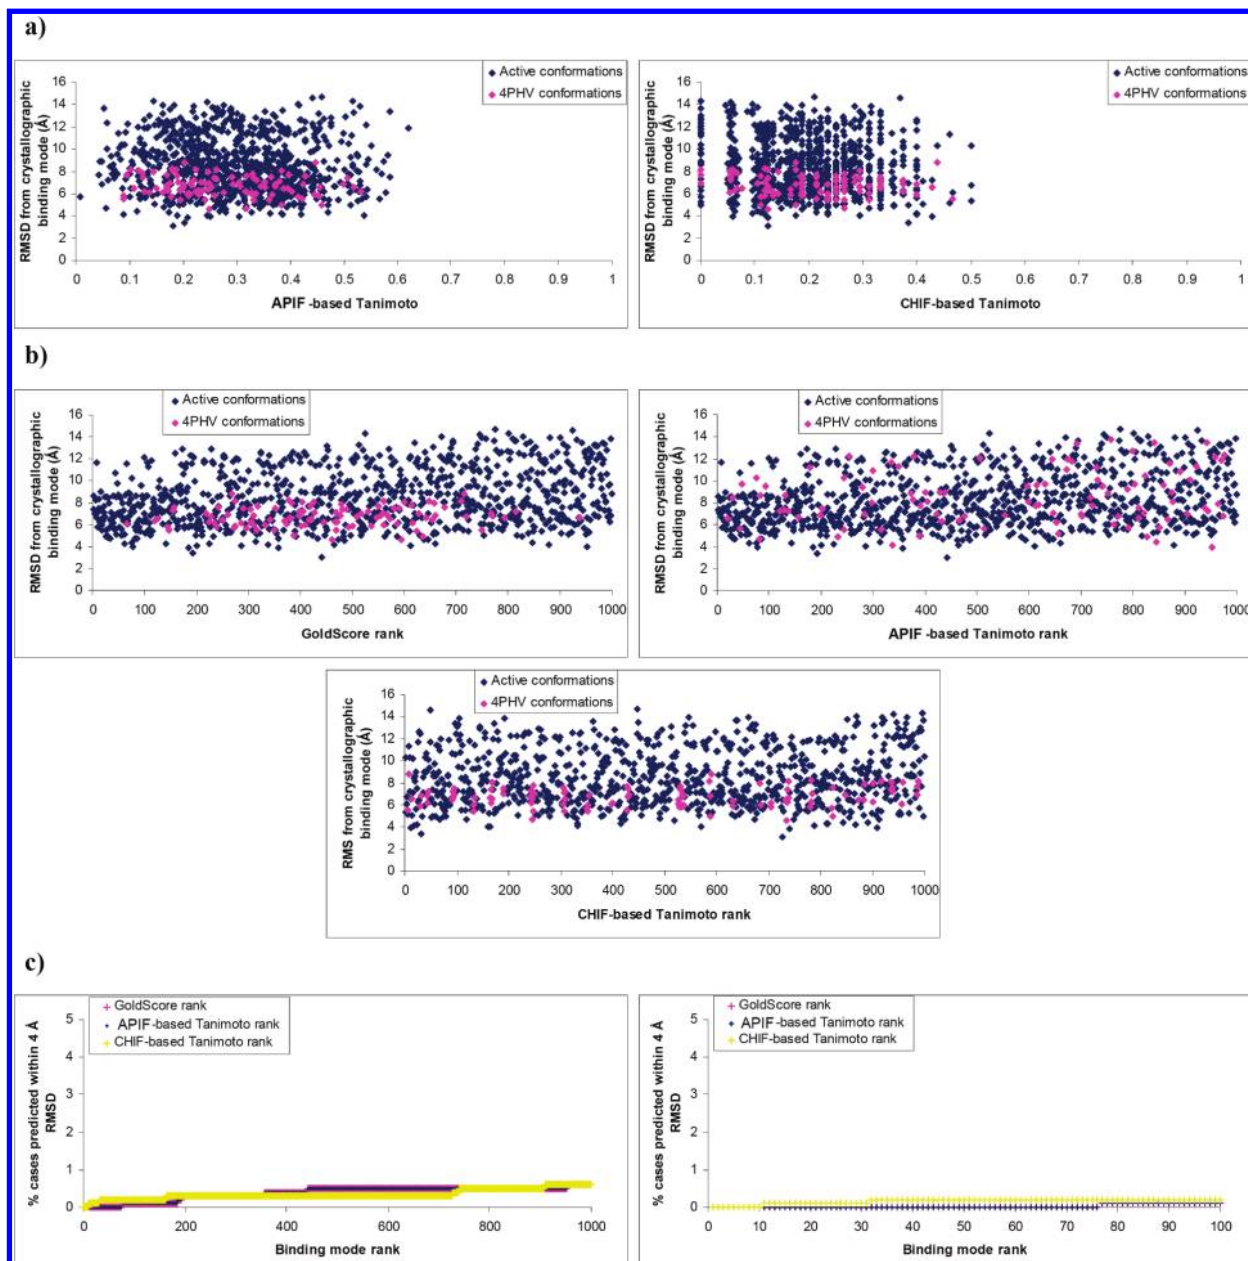 a)
RMSD from crystallographic
binding mode (Å)
16
14
12
10
8
6
4
2
0
0 0.1 0.2 0.3 0.4 0.5 0.6 0.7 0.8 0.9 1
APIF -based Tanimoto
Active conformations
4PHV conformations
RMSD from crystallographic
binding mode (Å)
16
14
12
10
8
6
4
2
0
0 0.1 0.2 0.3 0.4 0.5 0.6 0.7 0.8 0.9 1
CHIF-based Tanimoto
Active conformations
4PHV conformations
b)
Active conformations
4PHV conformations
RMSD from crystallographic
binding mode (Å)
16
14
12
10
8
6
4
2
0
0 100 200 300 400 500 600 700 800 900 1000
GoldScore rank
Active conformations
4PHV conformations
RMSD from crystallographic
binding mode (Å)
16
14
12
10
8
6
4
2
0
0 100 200 300 400 500 600 700 800 900 1000
APIF -based Tanimoto rank
Active conformations
4PHV conformations
RMS from crystallographic
binding mode (Å)
16
14
12
10
8
6
4
2
0
0 100 200 300 400 500 600 700 800 900 1000
CHIF-based Tanimoto rank
c)
GoldScore rank
APIF-based Tanimoto rank
CHIF-based Tanimoto rank
% cases predicted within 4 Å
RMSD
5
4
3
2
1
0
0 200 400 600 800 1000
Binding mode rank
GoldScore rank
APIF-based Tanimoto rank
CHIF-based Tanimoto rank
% cases predicted within 4 Å
RMSD
5
4
3
2
1
0
0 10 20 30 40 50 60 70 80 90 100
Binding mode rank